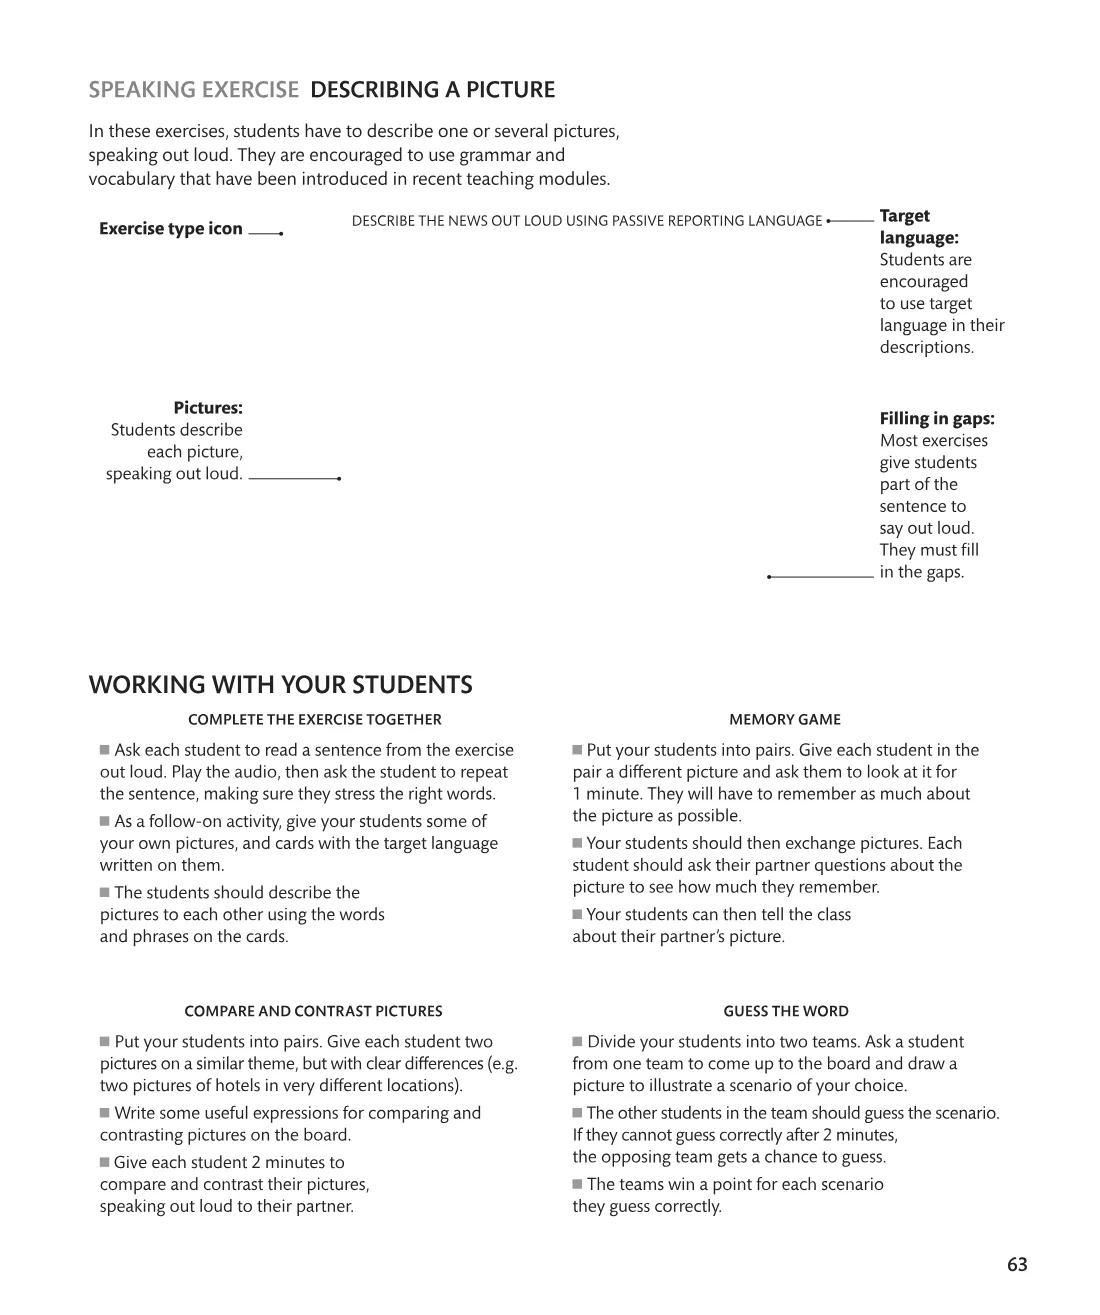 SPEAKING EXERCISE DESCRIBING A PICTURE
In these exercises, students have to describe one or several pictures,
speaking out loud. They are encouraged to use grammar and
vocabulary that have been introduced in recent teaching modules.
Exercise type icon
DESCRIBE THE NEWS OUT LOUD USING PASSIVE REPORTING LANGUAGE
Target
language:
Students are
encouraged
to use target
language in their
descriptions.
Pictures:
Students describe
each picture,
speaking out loud.
Filling in gaps:
Most exercises
give students
part of the
sentence to
say out loud.
They must fill
in the gaps.
WORKING WITH YOUR STUDENTS
COMPLETE THE EXERCISE TOGETHER
■ Ask each student to read a sentence from the exercise
out loud. Play the audio, then ask the student to repeat
the sentence, making sure they stress the right words.
■ As a follow-on activity, give your students some of
your own pictures, and cards with the target language
written on them.
■ The students should describe the
pictures to each other using the words
and phrases on the cards.
MEMORY GAME
■ Put your students into pairs. Give each student in the
pair a different picture and ask them to look at it for
1 minute. They will have to remember as much about
the picture as possible.
■ Your students should then exchange pictures. Each
student should ask their partner questions about the
picture to see how much they remember.
■ Your students can then tell the class
about their partner’s picture.
COMPARE AND CONTRAST PICTURES
■ Put your students into pairs. Give each student two
pictures on a similar theme, but with clear differences (e.g.
two pictures of hotels in very different locations).
■ Write some useful expressions for comparing and
contrasting pictures on the board.
■ Give each student 2 minutes to
compare and contrast their pictures,
speaking out loud to their partner.
GUESS THE WORD
■ Divide your students into two teams. Ask a student
from one team to come up to the board and draw a
picture to illustrate a scenario of your choice.
■ The other students in the team should guess the scenario.
If they cannot guess correctly after 2 minutes,
the opposing team gets a chance to guess.
■ The teams win a point for each scenario
they guess correctly.
63